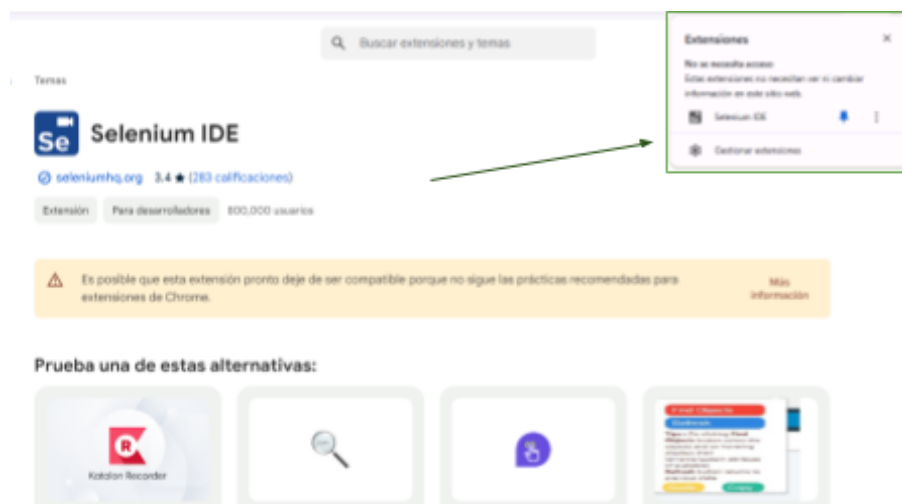 Buscar extensiones y temas
Temas
Se
Selenium IDE
seleniumhq.org 3.4 ★ (283 calificaciones)
Extensión Para desarrolladores 800,000 usuarios
Es posible que esta extensión pronto deje de ser compatible porque no sigue las prácticas recomendadas para
extensiones de Chrome.
Más
información
Prueba una de estas alternativas:
Katalon Recorder
Extensiones
No se necesita acceso
Estas extensiones no necesitan ver ni cambiar
información en este sitio web.
Selenium IDE
Gestionar extensiones